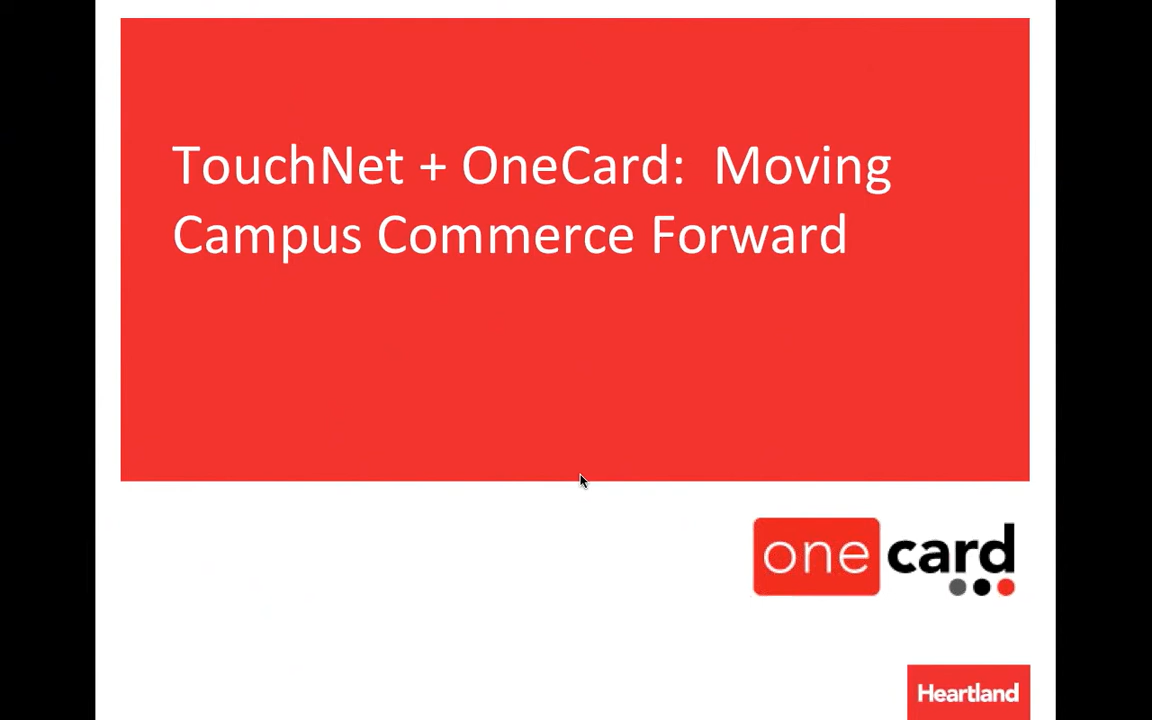 TouchNet + OneCard:  Moving
Campus Commerce Forward
one card
Heartland